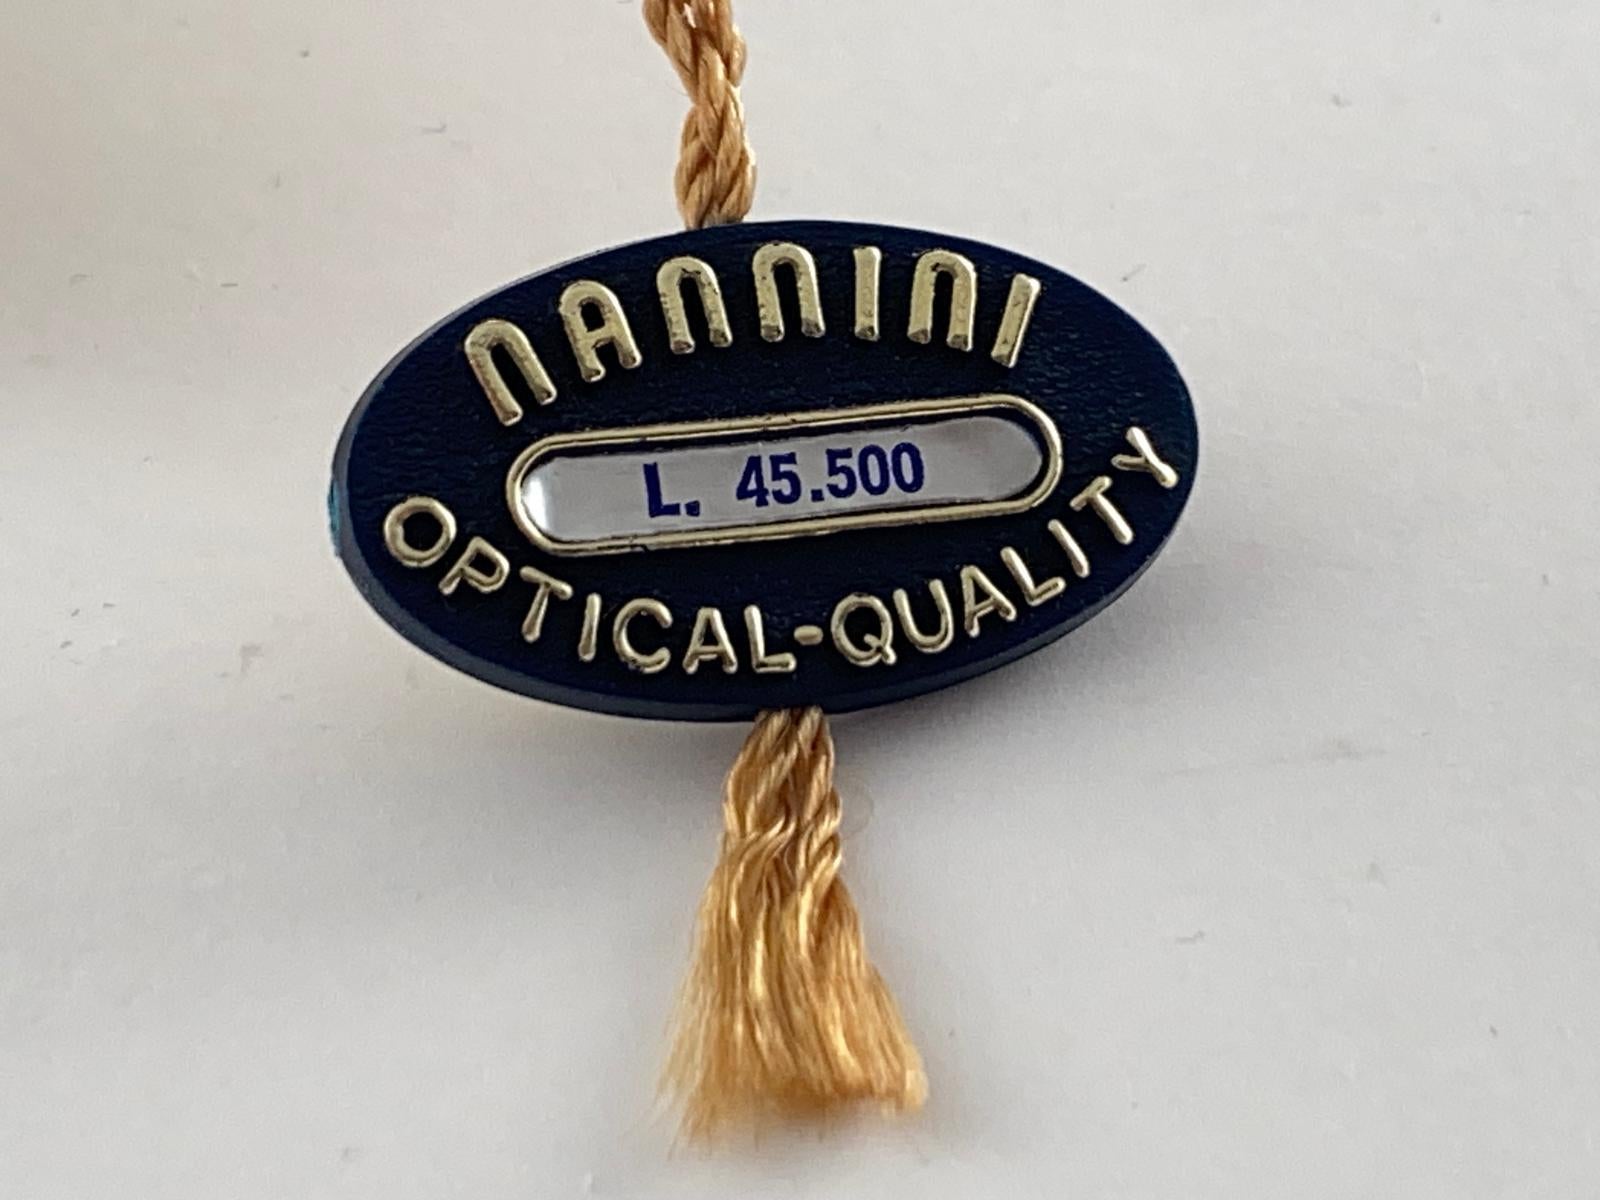 NANNINI
L. 45.500
OPTICAL-QUALITY